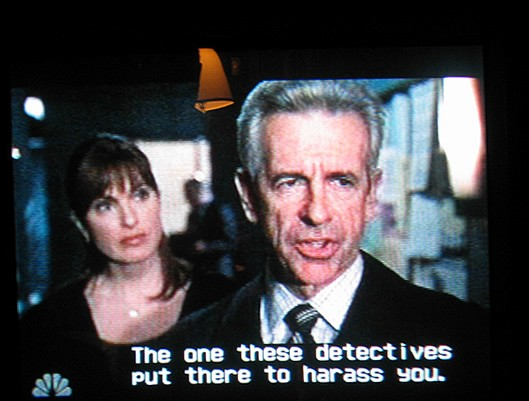 The one these detectives
put there to harass you.